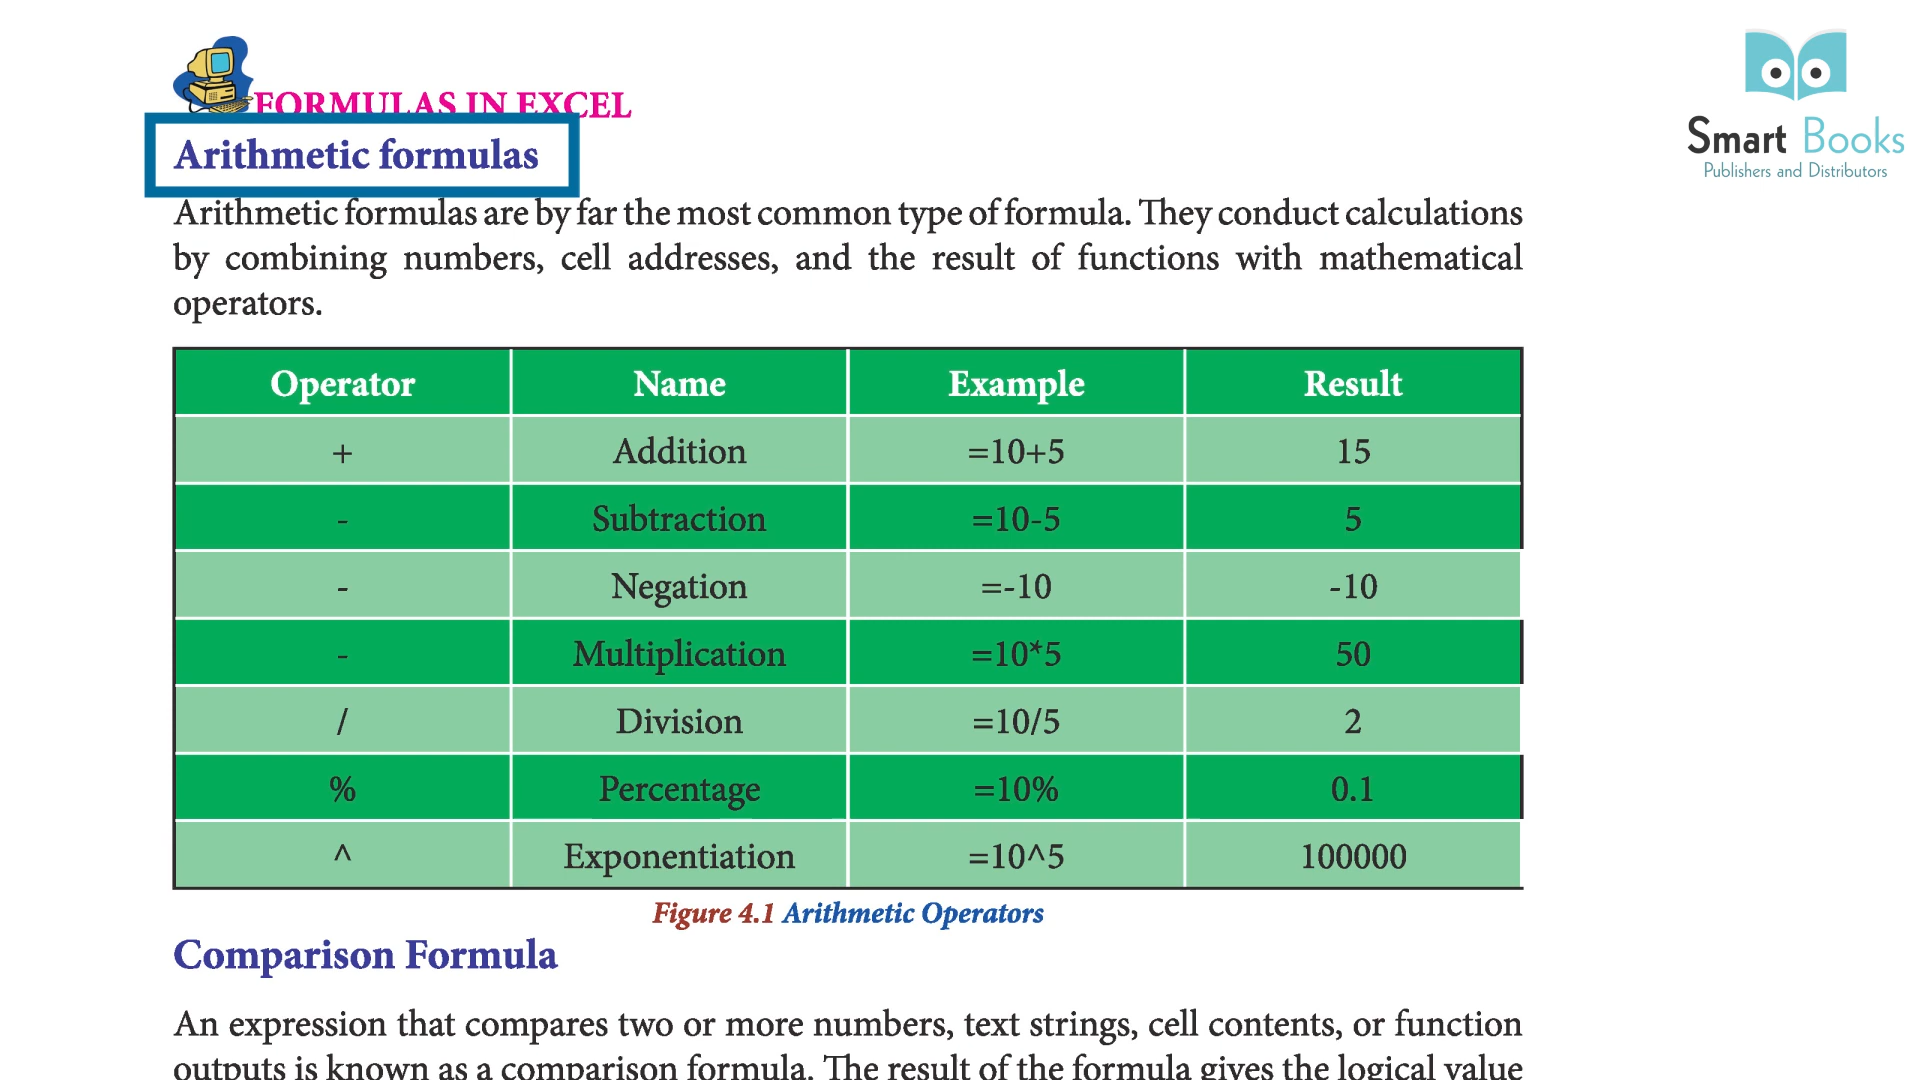 FORMULAS IN EXCEL
Smart Books
Publishers and Distributors
Arithmetic formulas
Arithmetic formulas are by far the most common type of formula. They conduct calculations
by combining numbers, cell addresses, and the result of functions with mathematical
operators.
Operator Name Example Result
+ Addition =10+5 15
- Subtraction =10-5 5
- Negation =-10 -10
- Multiplication =10*5 50
/ Division =10/5 2
% Percentage =10% 0.1
^ Exponentiation =10^5 100000
Figure 4.1 Arithmetic Operators
Comparison Formula
An expression that compares two or more numbers, text strings, cell contents, or function
outputs is known as a comparison formula. The result of the formula gives the logical value